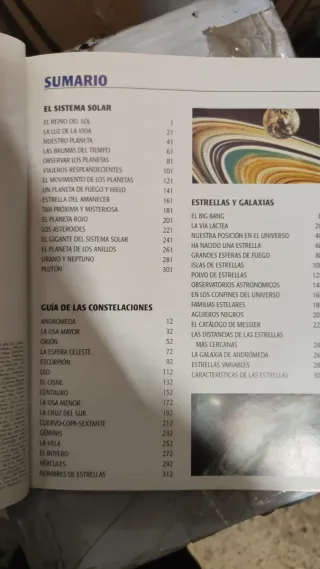 SUMARIO
EL SISTEMA SOLAR
EL REINO DEL SOL 1
LA LUZ DE LA VIDA 21
NUESTRO PLANETA 41
LAS BRUMAS DEL TIEMPO 61
OBSERVAR LOS PLANETAS 81
VIAJEROS RESPLANDECIENTES 101
EL MOVIMIENTO DE LOS PLANETAS 121
UN PLANETA DE FUEGO Y HIELO 141
ESTRELLA DEL AMANECER 161
TAN PRÓXIMA Y MISTERIOSA 181
EL PLANETA ROJO 201
LOS ASTEROIDES 221
EL GIGANTE DEL SISTEMA SOLAR 241
EL PLANETA DE LOS ANILLOS 261
URANO Y NEPTUNO 281
PLUTÓN 301
GUÍA DE LAS CONSTELACIONES
ANDRÓMEDA 12
LA OSA MAYOR 32
ORIÓN 52
LA ESFERA CELESTE 72
ESCORPIÓN 92
LEO 112
EL CISNE 132
CENTAURO 152
LA OSA MENOR 172
LA CRUZ DEL SUR 192
CUERVO-COPA-SEXTANTE 212
GÉMINIS 232
LA VELA 252
EL BOYERO 272
HÉRCULES 292
NOMBRES DE ESTRELLAS 312
ESTRELLAS Y GALAXIAS
EL BIG BANG
LA VÍA LÁCTEA
NUESTRA POSICIÓN EN EL UNIVERSO
HA NACIDO UNA ESTRELLA
GRANDES ESFERAS DE FUEGO
ISLAS DE ESTRELLAS
POLVO DE ESTRELLAS
OBSERVATORIOS ASTRONÓMICOS
EN LOS CONFINES DEL UNIVERSO
FAMILIAS ESTELARES
AGUJEROS NEGROS
EL CATÁLOGO DE MESSIER
LAS DISTANCIAS DE LAS ESTRELLAS
MÁS CERCANAS
LA GALAXIA DE ANDRÓMEDA
ESTRELLAS VARIABLES
CARACTERÍSTICAS DE LAS ESTRELLAS